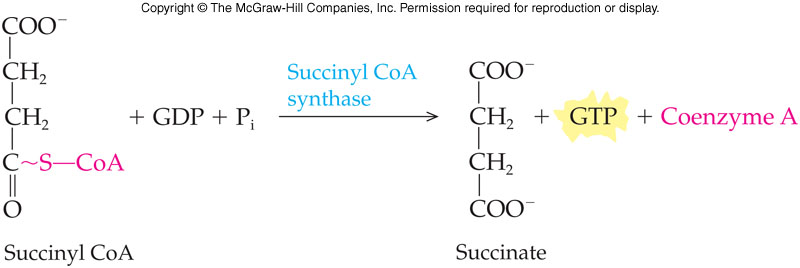 Copyright © The McGraw-Hill Companies, Inc. Permission required for reproduction or display.
COO⁻
CH₂
CH₂
C~S—CoA
O
Succinyl CoA
+ GDP + Pᵢ
Succinyl CoA
synthase
COO⁻
CH₂
CH₂
COO⁻
Succinate
+ GTP + Coenzyme A